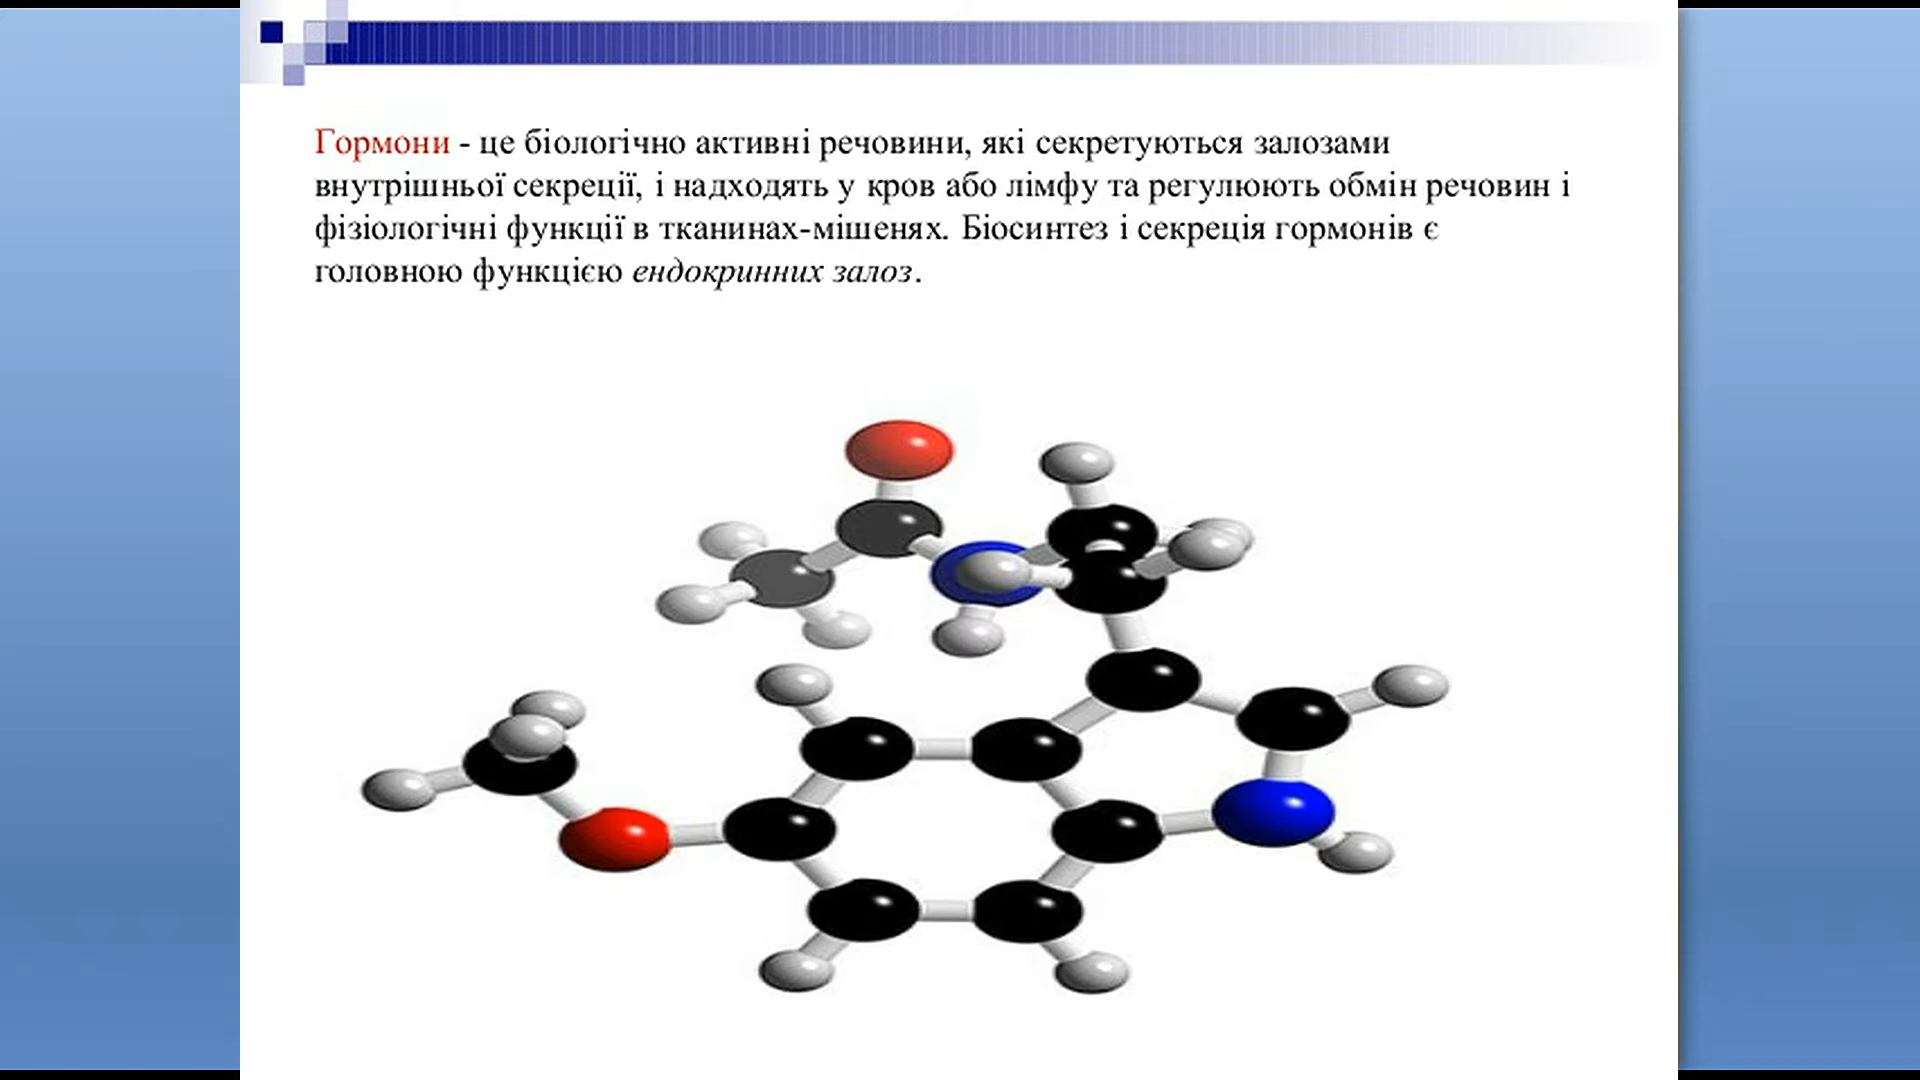 Гормони - це біологічно активні речовини, які секретуються залозами
внутрішньої секреції, і надходять у кров або лімфу та регулюють обмін речовин і
фізіологічні функції в тканинах-мішенях. Біосинтез і секреція гормонів є
головною функцією ендокринних залоз.